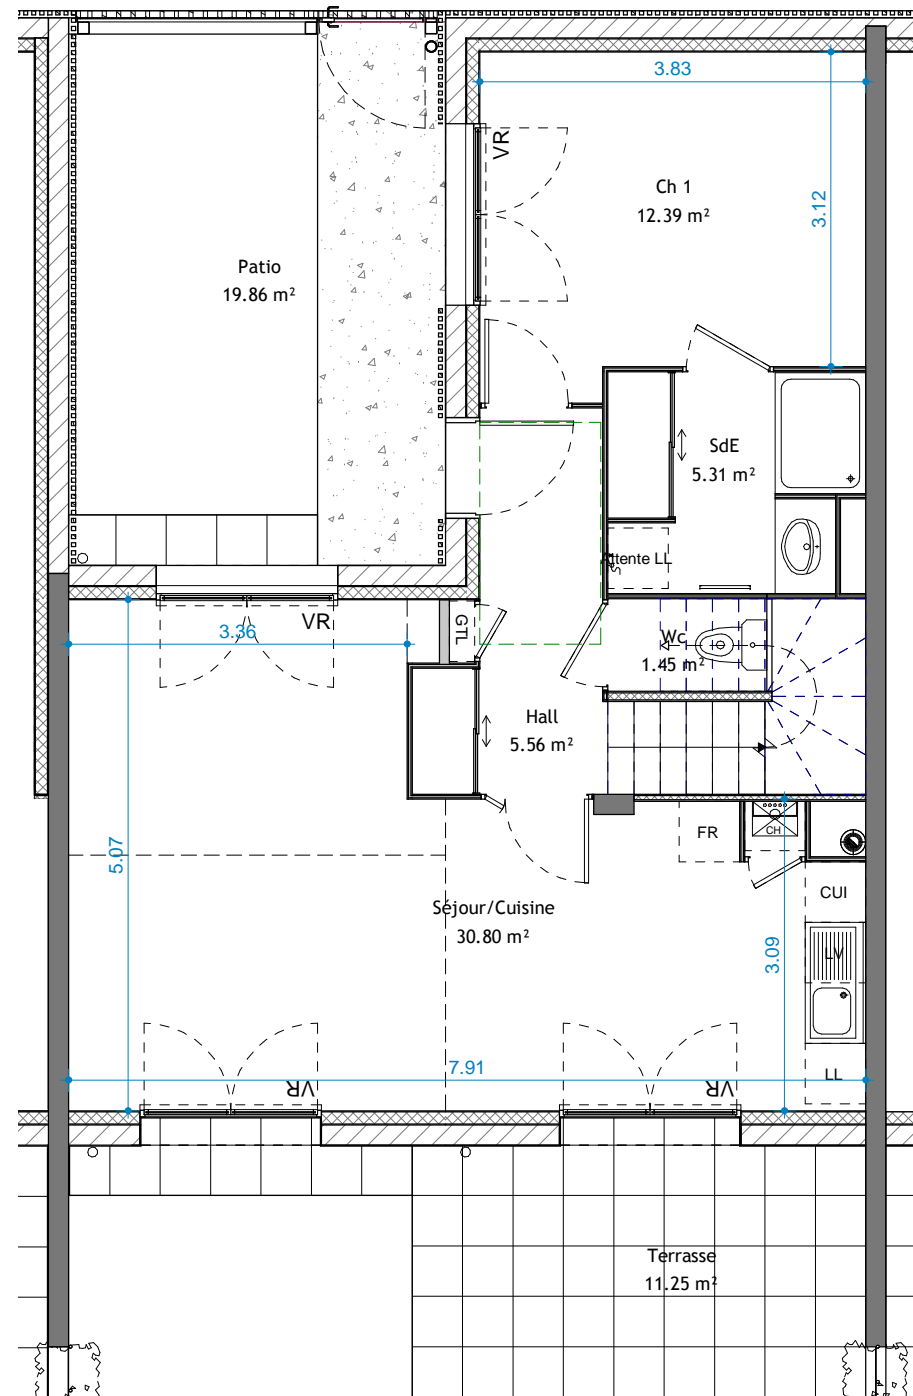 3.83
VR
Ch 1
12.39 m²
3.12
Patio
19.86 m²
SdE
5.31 m²
Attente LL
VR
3.36
GTL
Wc
1.45 m²
Hall
5.56 m²
FR
CH
CUI
5.07
Séjour/Cuisine
30.80 m²
3.09
LV
7.91
VR
VR
LL
Terrasse
11.25 m²